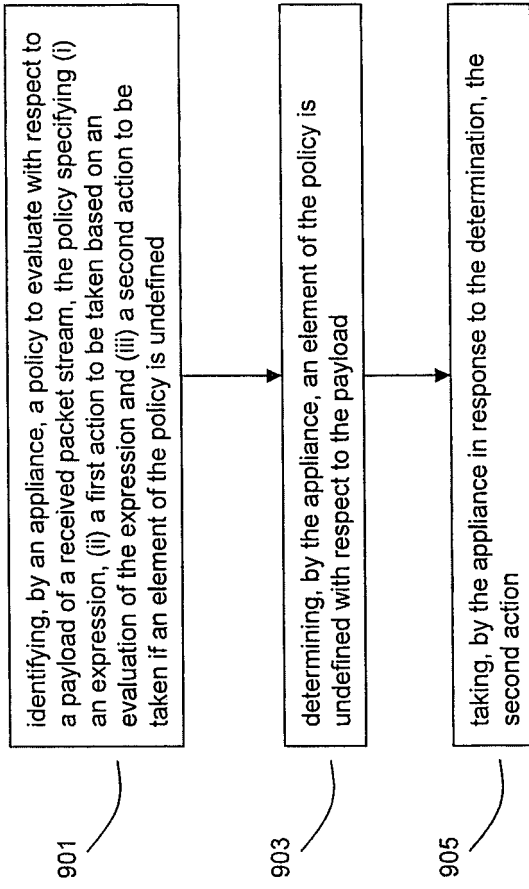 identifying, by an appliance, a policy to evaluate with respect to
a payload of a received packet stream, the policy specifying (i)
an expression, (ii) a first action to be taken based on an
evaluation of the expression and (iii) a second action to be
taken if an element of the policy is undefined
901
determining, by the appliance, an element of the policy is
undefined with respect to the payload
903
taking, by the appliance in response to the determination, the
second action
905